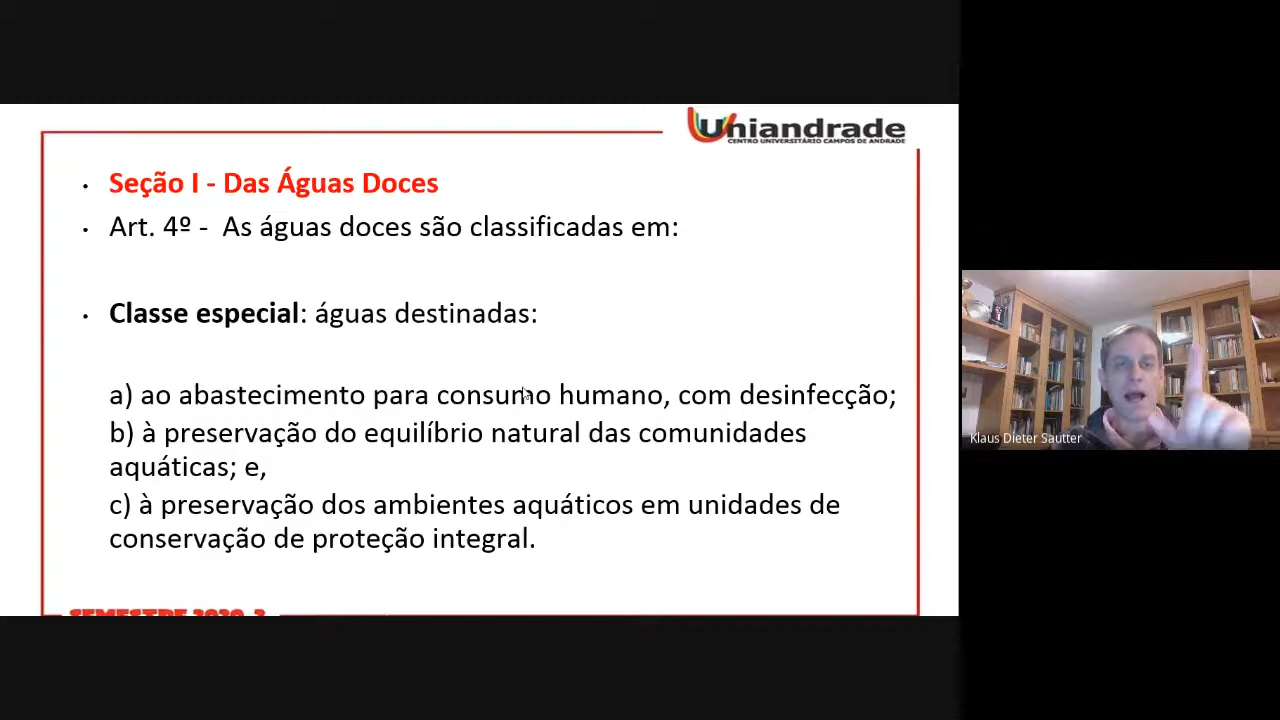 Uniandrade
CENTRO UNIVERSITÁRIO CAMPOS DE ANDRADE
• Seção I - Das Águas Doces
• Art. 4º - As águas doces são classificadas em:
• Classe especial: águas destinadas:
a) ao abastecimento para consumo humano, com desinfecção;
b) à preservação do equilíbrio natural das comunidades
aquáticas; e,
c) à preservação dos ambientes aquáticos em unidades de
conservação de proteção integral.
SEMESTRE 2020-2
Klaus Dieter Sautter